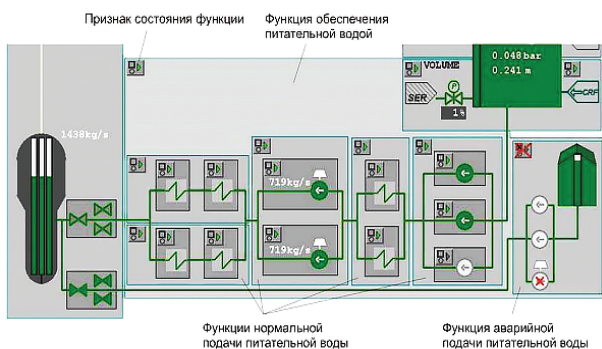 Признак состояния функции
Функция обеспечения
питательной водой
0.048 bar
0.241 m
VOLUME
P
SER
CRF
1%
1438kg/s
719kg/s
719kg/s
Функции нормальной
подачи питательной воды
Функция аварийной
подачи питательной воды